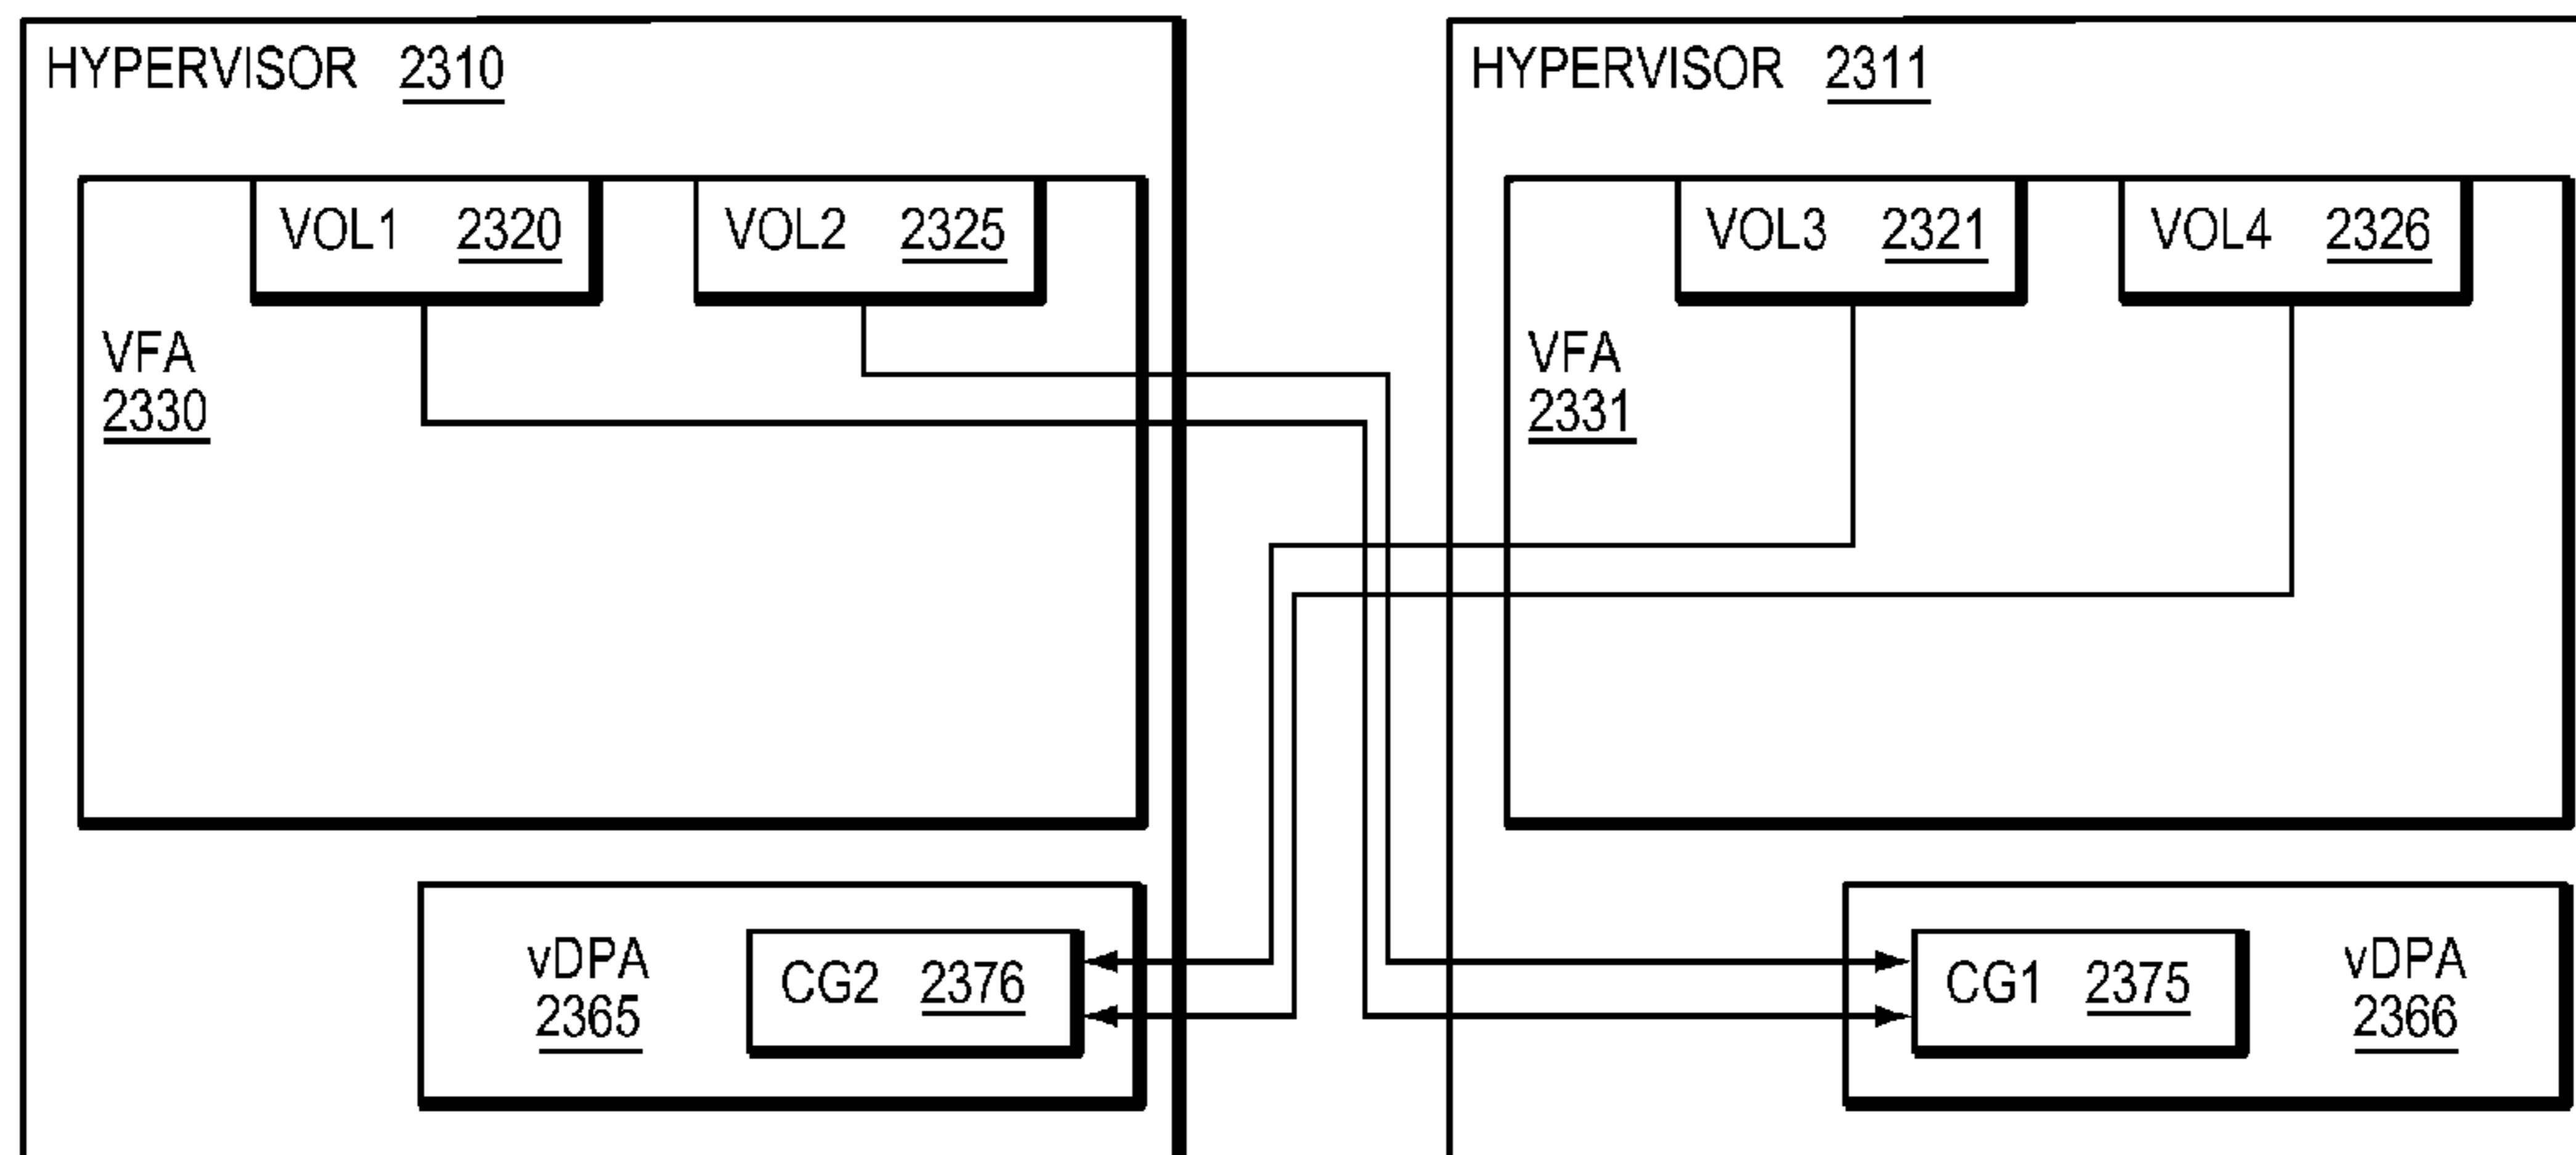 HYPERVISOR 2310
HYPERVISOR 2311
VOL1 2320
VOL2 2325
VOL3 2321
VOL4 2326
VFA
2330
VFA
2331
vDPA
2365
CG2 2376
CG1 2375
vDPA
2366